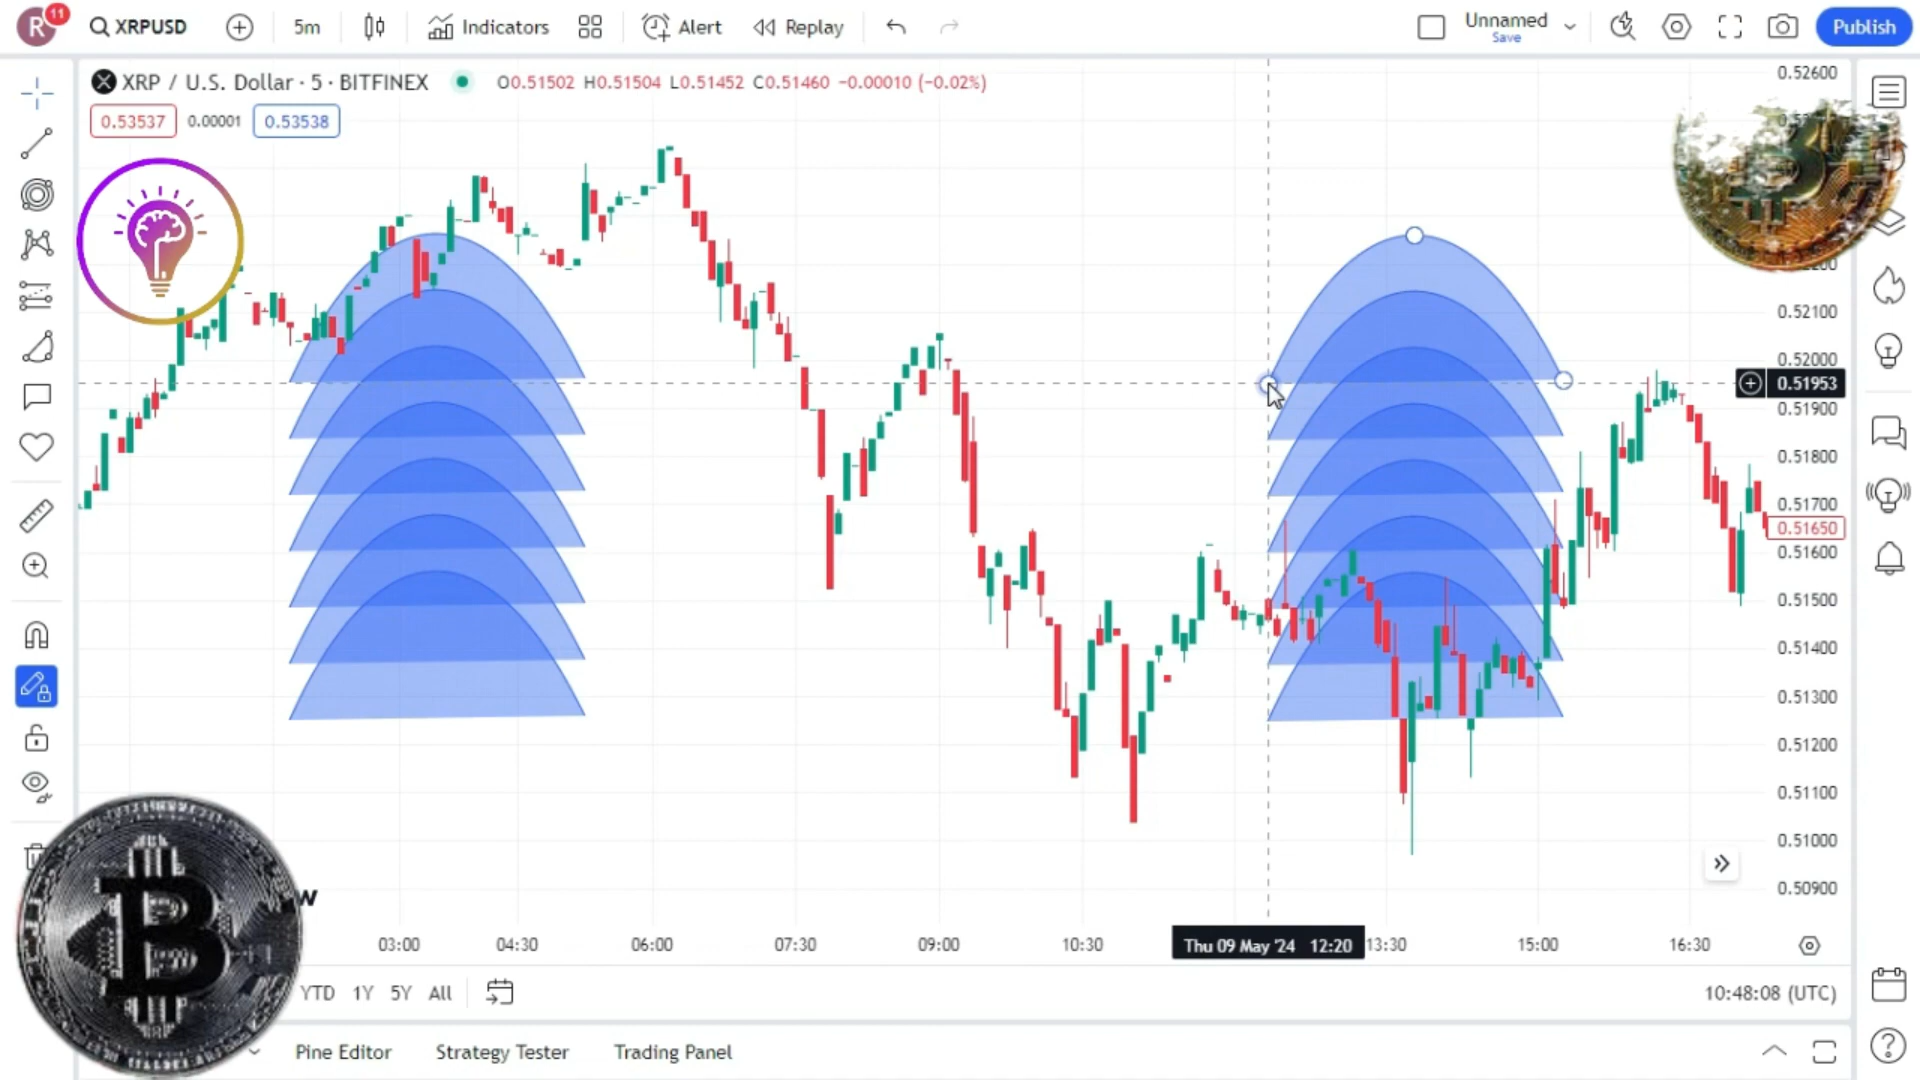 R 11 XRPUSD 5m Indicators Alert Replay Unnamed Save Publish
XRP / U.S. Dollar · 5 · BITFINEX O0.51502 H0.51504 L0.51452 C0.51460 −0.00010 (−0.02%)
0.53537 0.00001 0.53538
0.52600
0.52100
0.52000
0.51953
0.51900
0.51800
0.51700
0.51650
0.51600
0.51500
0.51400
0.51300
0.51200
0.51100
0.51000
0.50900
03:00 04:30 06:00 07:30 09:00 10:30 Thu 09 May '24 12:20 13:30 15:00 16:30
YTD 1Y 5Y All 10:48:08 (UTC)
Pine Editor Strategy Tester Trading Panel